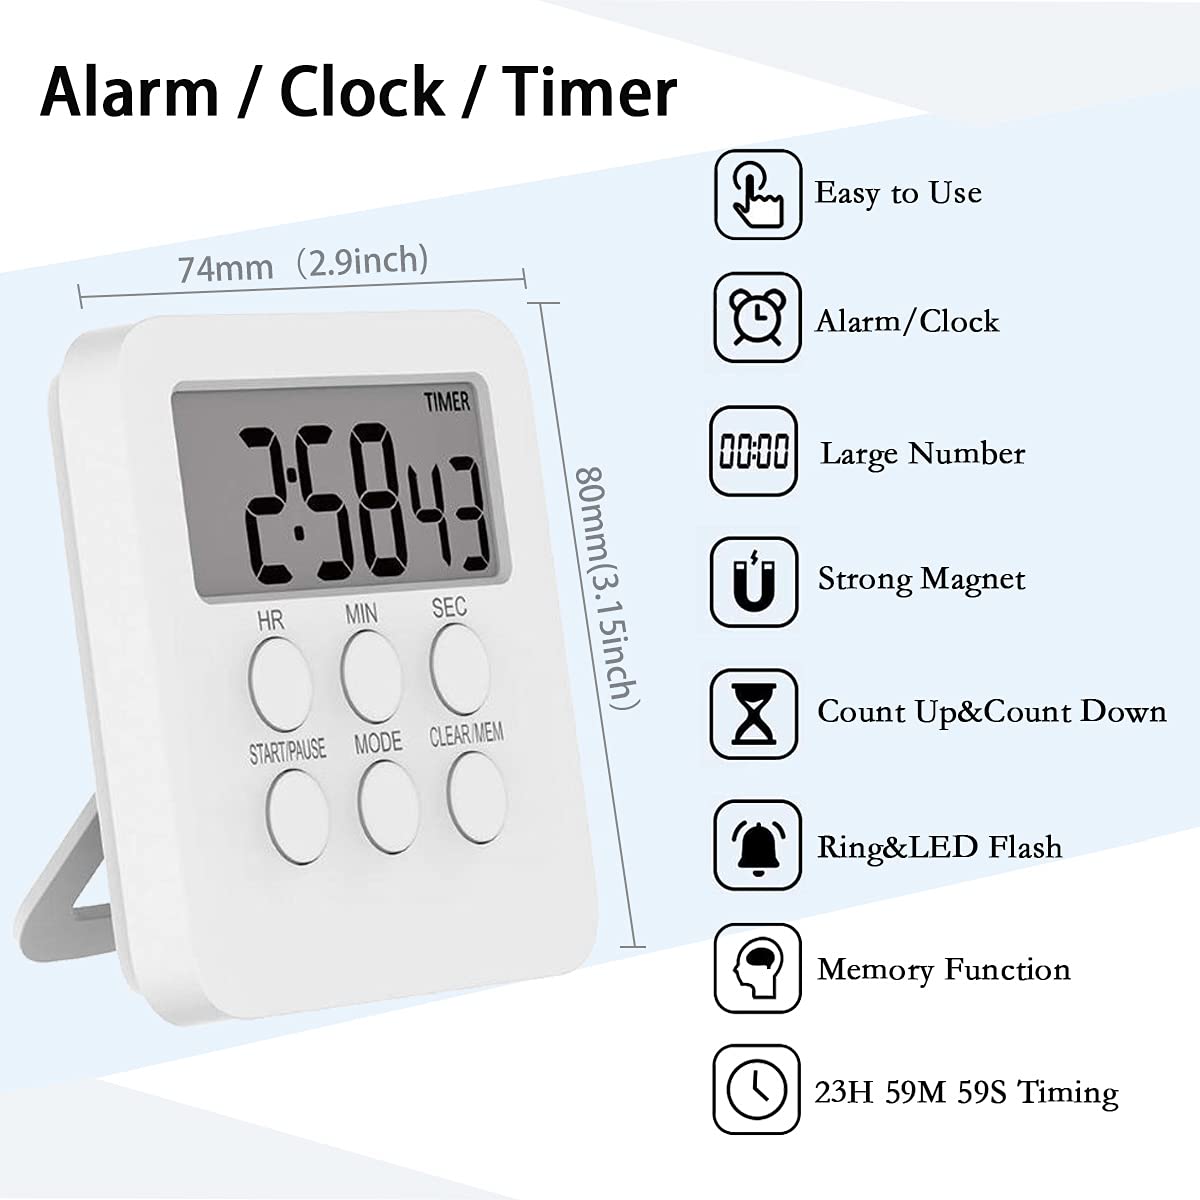 Alarm / Clock / Timer
74mm（2.9inch)
80mm(3.15inch）
TIMER
2:58 43
HR MIN SEC
START/PAUSE MODE CLEAR/MEM
Easy to Use
Alarm/Clock
00:00
Large Number
Strong Magnet
Count Up&Count Down
Ring&LED Flash
Memory Function
23H 59M 59S Timing